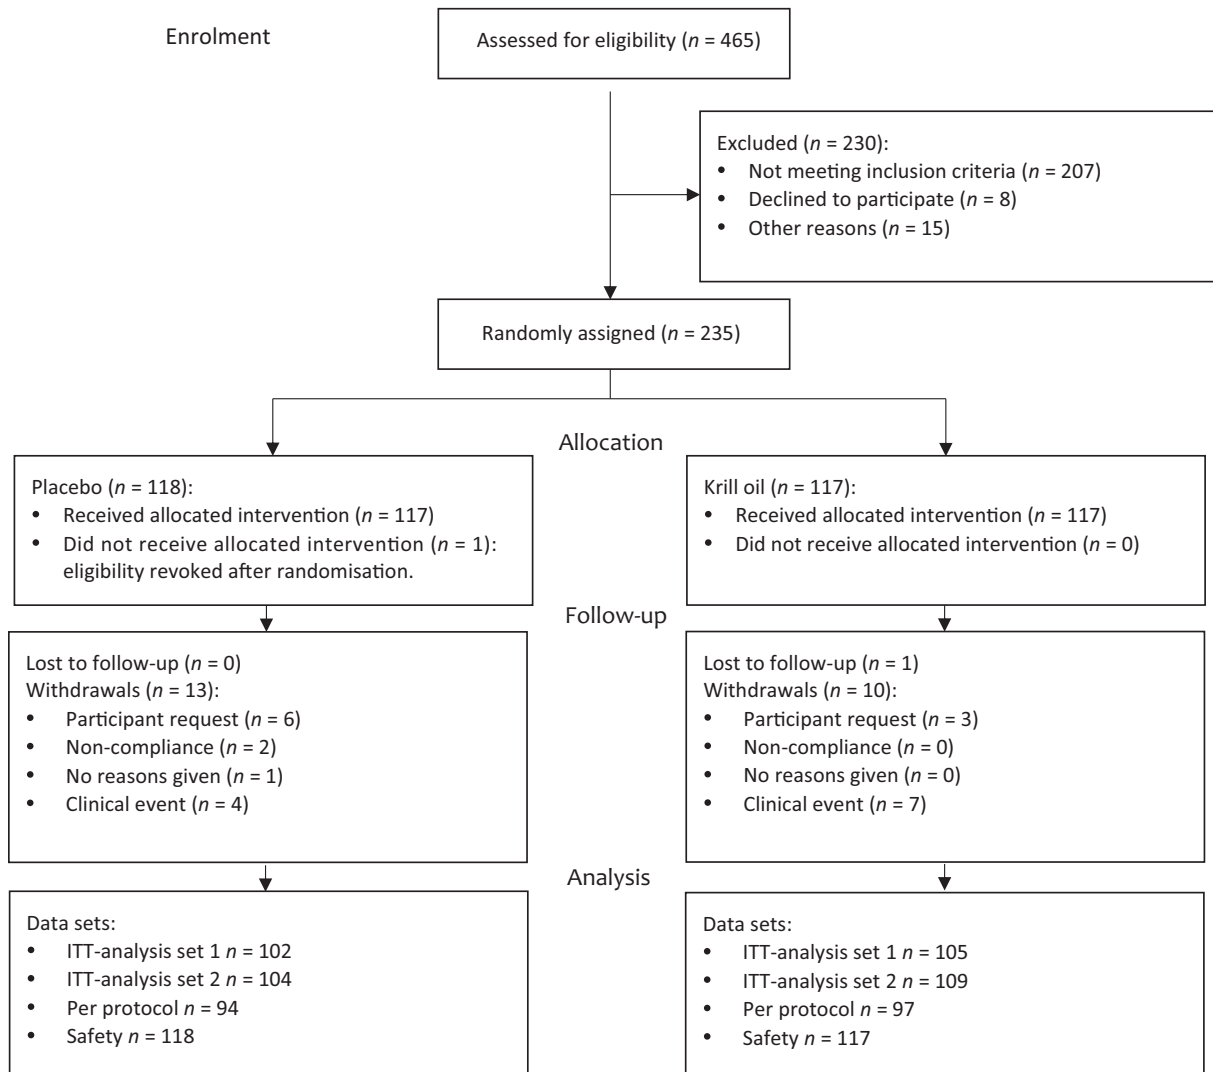 Enrolment
Assessed for eligibility (n = 465)
Excluded (n = 230):
• Not meeting inclusion criteria (n = 207)
• Declined to participate (n = 8)
• Other reasons (n = 15)
Randomly assigned (n = 235)
Allocation
Placebo (n = 118):
• Received allocated intervention (n = 117)
• Did not receive allocated intervention (n = 1):
eligibility revoked after randomisation.
Krill oil (n = 117):
• Received allocated intervention (n = 117)
• Did not receive allocated intervention (n = 0)
Follow-up
Lost to follow-up (n = 0)
Withdrawals (n = 13):
• Participant request (n = 6)
• Non-compliance (n = 2)
• No reasons given (n = 1)
• Clinical event (n = 4)
Lost to follow-up (n = 1)
Withdrawals (n = 10):
• Participant request (n = 3)
• Non-compliance (n = 0)
• No reasons given (n = 0)
• Clinical event (n = 7)
Analysis
Data sets:
• ITT-analysis set 1 n = 102
• ITT-analysis set 2 n = 104
• Per protocol n = 94
• Safety n = 118
Data sets:
• ITT-analysis set 1 n = 105
• ITT-analysis set 2 n = 109
• Per protocol n = 97
• Safety n = 117